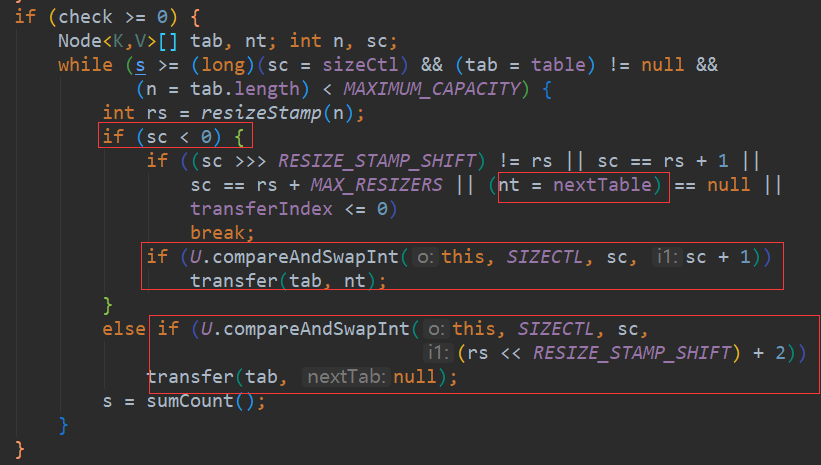 if (check >= 0) {
Node<K,V>[] tab, nt; int n, sc;
while (s >= (long)(sc = sizeCtl) && (tab = table) != null &&
(n = tab.length) < MAXIMUM_CAPACITY) {
int rs = resizeStamp(n);
if (sc < 0) {
if ((sc >>> RESIZE_STAMP_SHIFT) != rs || sc == rs + 1 ||
sc == rs + MAX_RESIZERS || (nt = nextTable) == null ||
transferIndex <= 0)
break;
if (U.compareAndSwapInt( o: this, SIZECTL, sc, i1: sc + 1))
transfer(tab, nt);
}
else if (U.compareAndSwapInt( o: this, SIZECTL, sc,
i1: (rs << RESIZE_STAMP_SHIFT) + 2))
transfer(tab, nextTab: null);
s = sumCount();
}
}